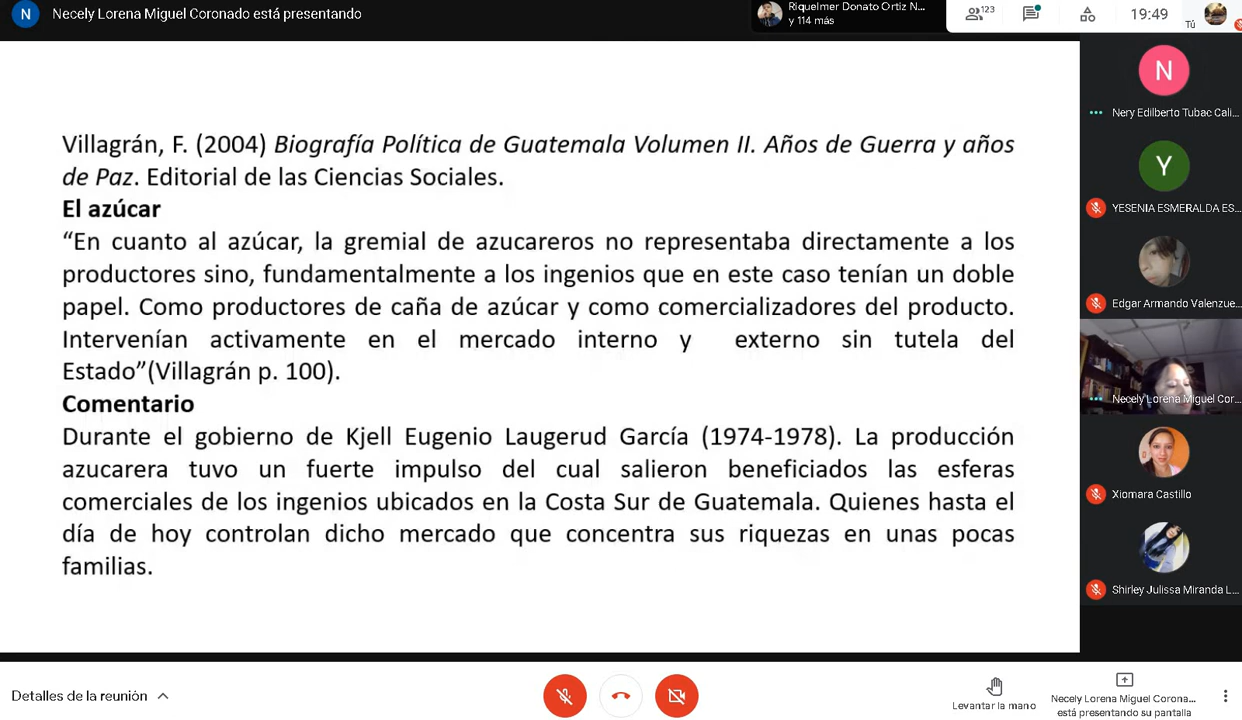 N
Necely Lorena Miguel Coronado está presentando
Riquelmer Donato Ortiz N...
y 114 más
123
19:49
Tú
Villagrán, F. (2004) Biografía Política de Guatemala Volumen II. Años de Guerra y años
de Paz. Editorial de las Ciencias Sociales.
El azúcar
“En cuanto al azúcar, la gremial de azucareros no representaba directamente a los
productores sino, fundamentalmente a los ingenios que en este caso tenían un doble
papel. Como productores de caña de azúcar y como comercializadores del producto.
Intervenían activamente en el mercado interno y externo sin tutela del
Estado”(Villagrán p. 100).
Comentario
Durante el gobierno de Kjell Eugenio Laugerud García (1974-1978). La producción
azucarera tuvo un fuerte impulso del cual salieron beneficiados las esferas
comerciales de los ingenios ubicados en la Costa Sur de Guatemala. Quienes hasta el
día de hoy controlan dicho mercado que concentra sus riquezas en unas pocas
familias.
N
Nery Edilberto Tubac Cali...
Y
YESENIA ESMERALDA ES...
Edgar Armando Valenzue...
Necely Lorena Miguel Cor...
Xiomara Castillo
Shirley Julissa Miranda L...
Detalles de la reunión
Levantar la mano
Necely Lorena Miguel Corona...
está presentando su pantalla